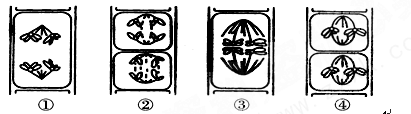 ① ② ③ ④